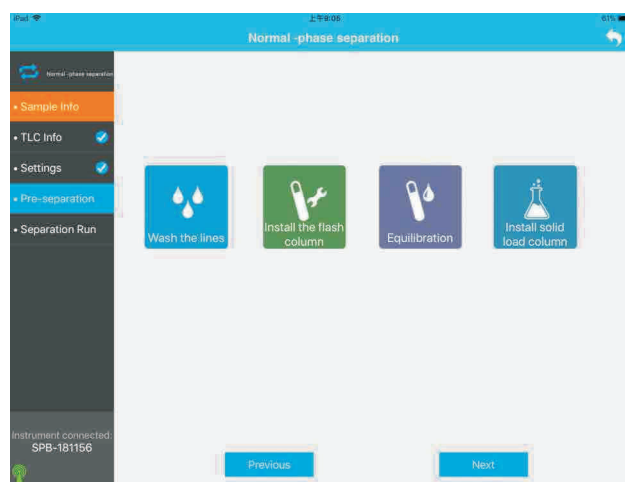 iPad
上午9:05
61%
Normal -phase separation
Normal -phase separation
• Sample Info
• TLC Info
• Settings
• Pre-separation
• Separation Run
Wash the lines
Install the flash
column
Equilibration
Install solid
load column
Instrument connected:
SPB-181156
Previous
Next